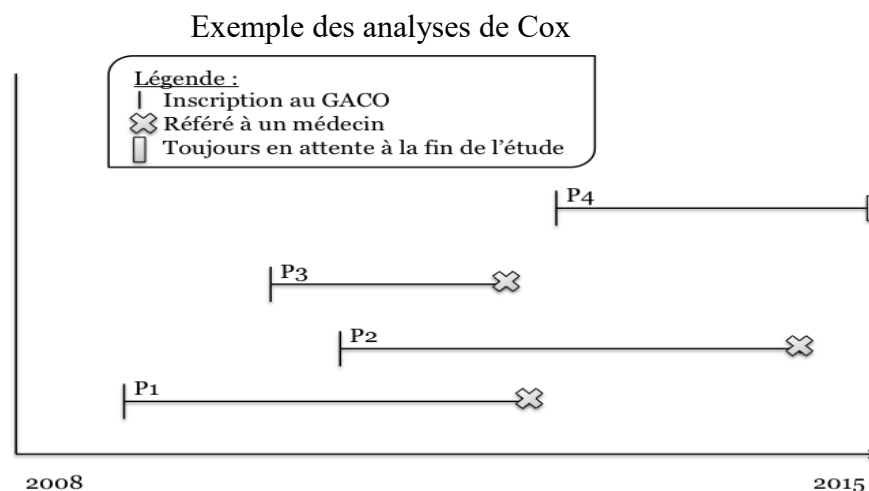 Exemple des analyses de Cox
Légende :
Inscription au GACO
Référé à un médecin
Toujours en attente à la fin de l'étude
P4
P3
P2
P1
2008 2015